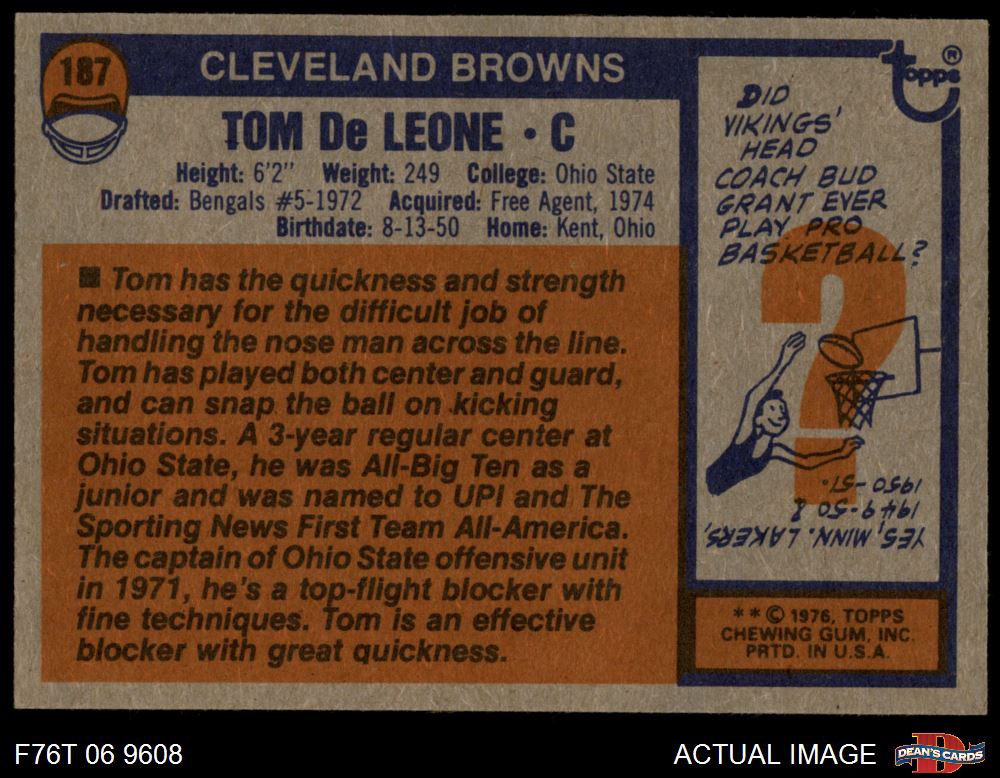 187
CLEVELAND BROWNS
topps®
TOM De LEONE • C
Height: 6'2" Weight: 249 College: Ohio State
Drafted: Bengals #5-1972 Acquired: Free Agent, 1974
Birthdate: 8-13-50 Home: Kent, Ohio
■ Tom has the quickness and strength
necessary for the difficult job of
handling the nose man across the line.
Tom has played both center and guard,
and can snap the ball on kicking
situations. A 3-year regular center at
Ohio State, he was All-Big Ten as a
junior and was named to UPI and The
Sporting News First Team All-America.
The captain of Ohio State offensive unit
in 1971, he's a top-flight blocker with
fine techniques. Tom is an effective
blocker with great quickness.
DID
VIKINGS'
HEAD
COACH BUD
GRANT EVER
PLAY PRO
BASKETBALL?
?
YES, MINN. LAKERS,
1949-50 &
1950-51.
** © 1976, TOPPS
CHEWING GUM, INC.
PRTD. IN U.S.A.
F76T 06 9608
ACTUAL IMAGE
DEAN'S CARDS